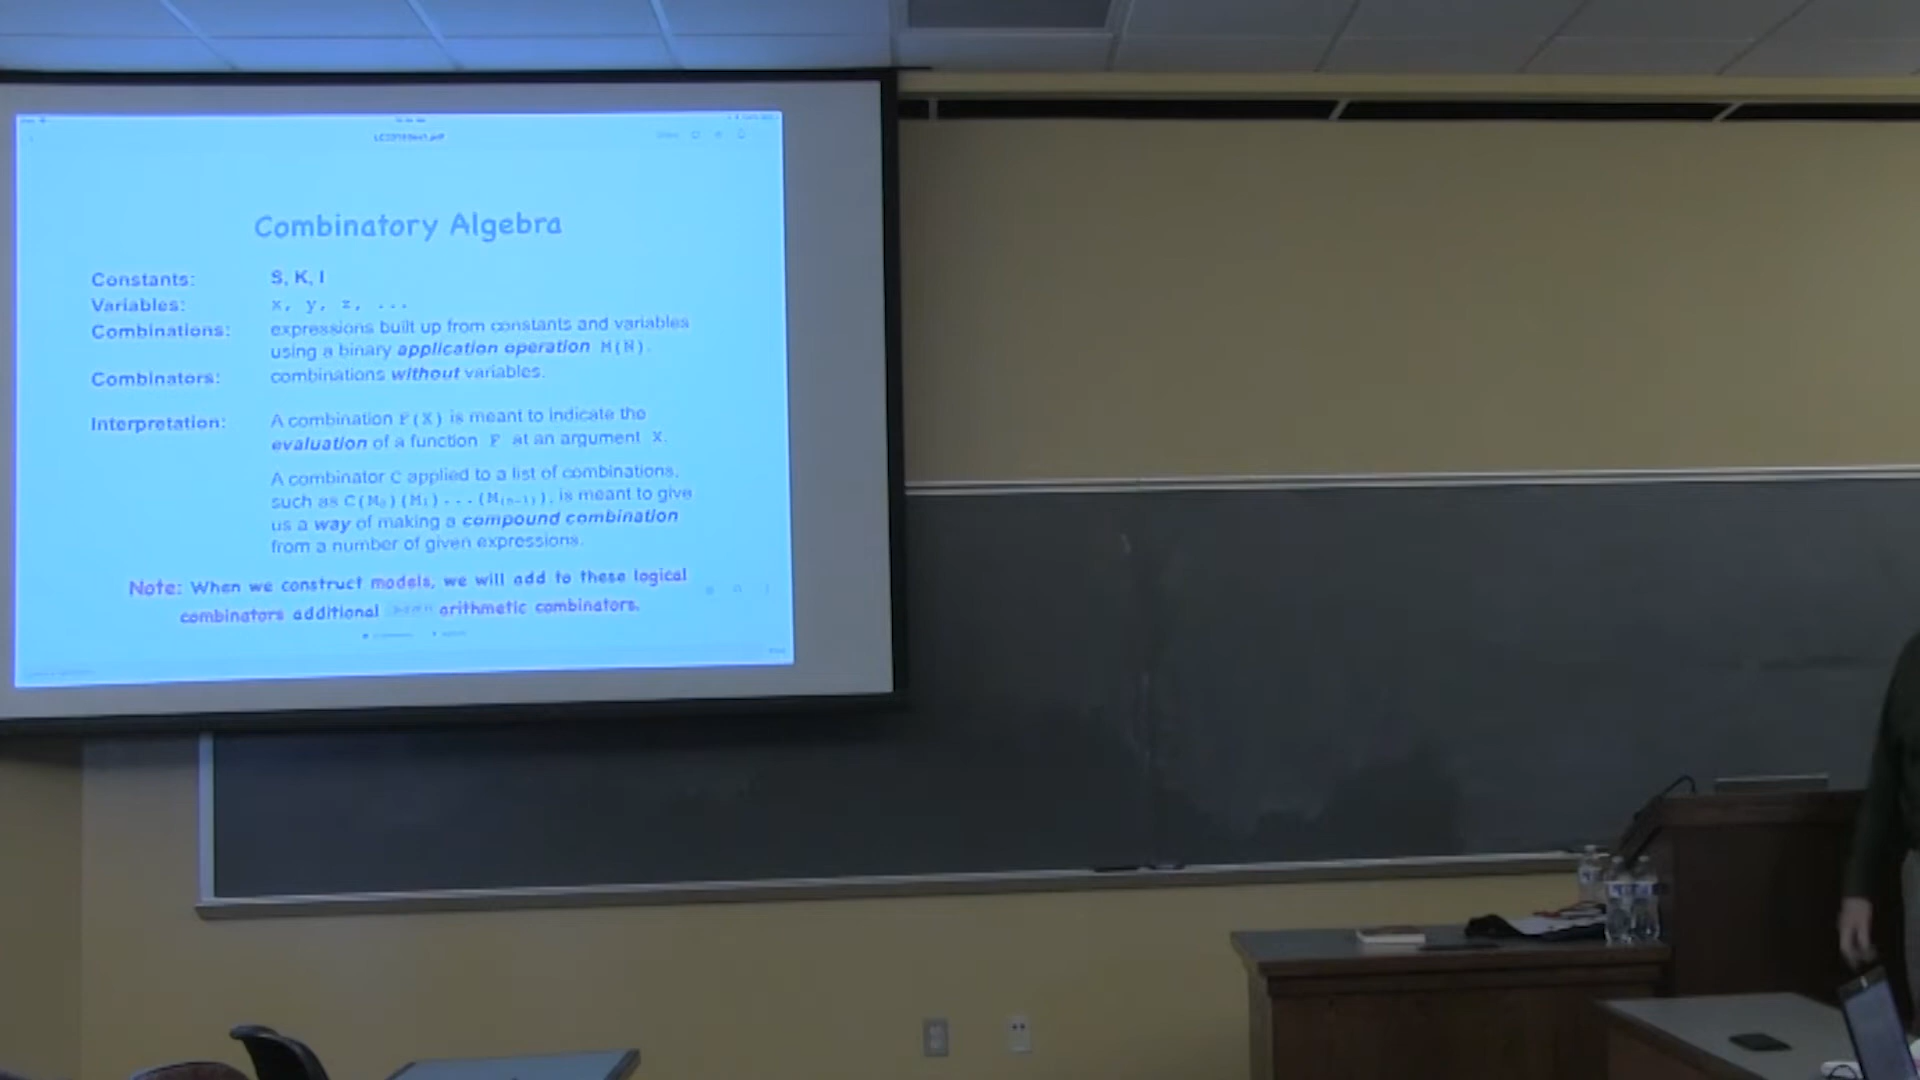 Combinatory Algebra
Constants: S, K, I
Variables: x, y, z, ...
Combinations: expressions built up from constants and variables
using a binary application operation M(N).
Combinators: combinations without variables.
Interpretation: A combination F(X) is meant to indicate the
evaluation of a function F at an argument X.
A combinator C applied to a list of combinations,
such as C(M₀)(M₁)...(M₍ₙ₋₁₎), is meant to give
us a way of making a compound combination
from a number of given expressions.
Note: When we construct models, we will add to these logical
combinators additional arithmetic combinators.